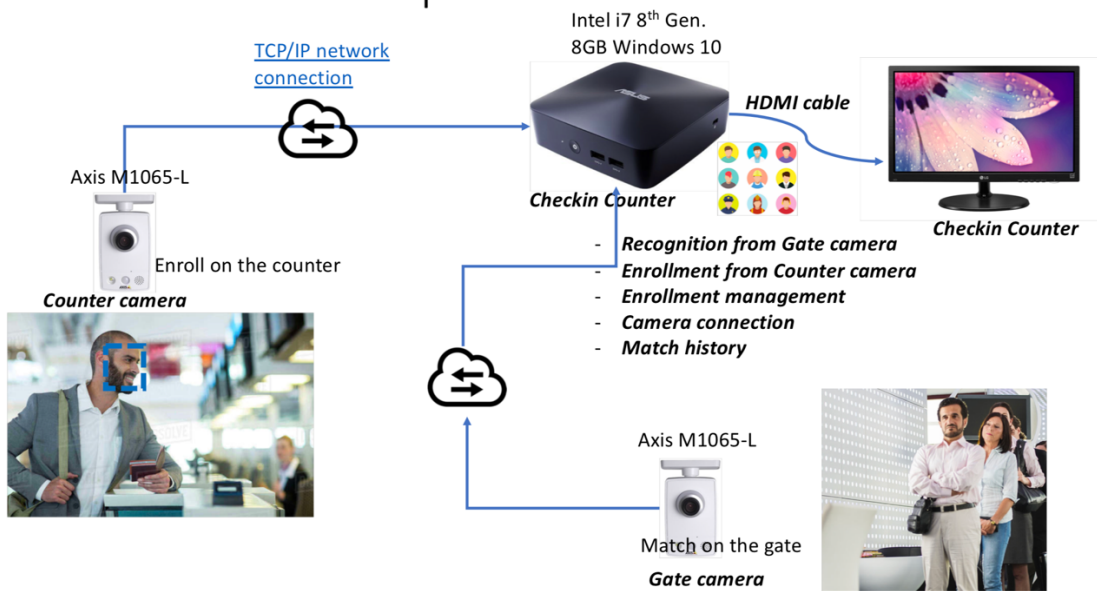 Intel i7 8th Gen.
8GB Windows 10
TCP/IP network
connection
HDMI cable
ASUS
LG
Axis M1065-L
Checkin Counter
Checkin Counter
Enroll on the counter
Counter camera
- Recognition from Gate camera
- Enrollment from Counter camera
- Enrollment management
- Camera connection
- Match history
Axis M1065-L
Match on the gate
Gate camera